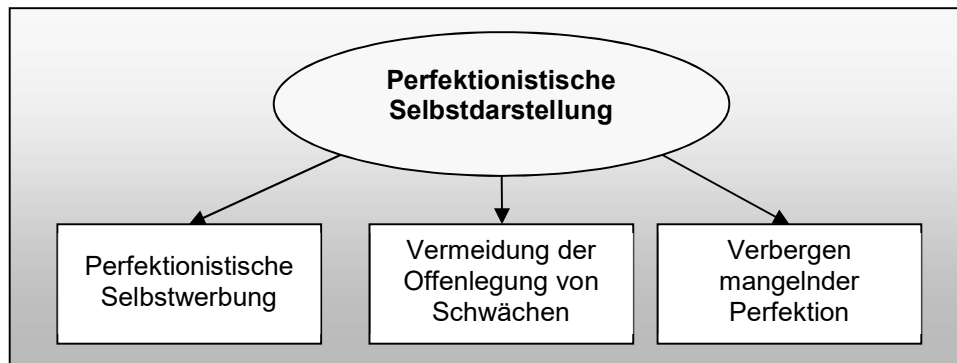 Perfektionistische
Selbstdarstellung
Perfektionistische
Selbstwerbung
Vermeidung der
Offenlegung von
Schwächen
Verbergen
mangelnder
Perfektion